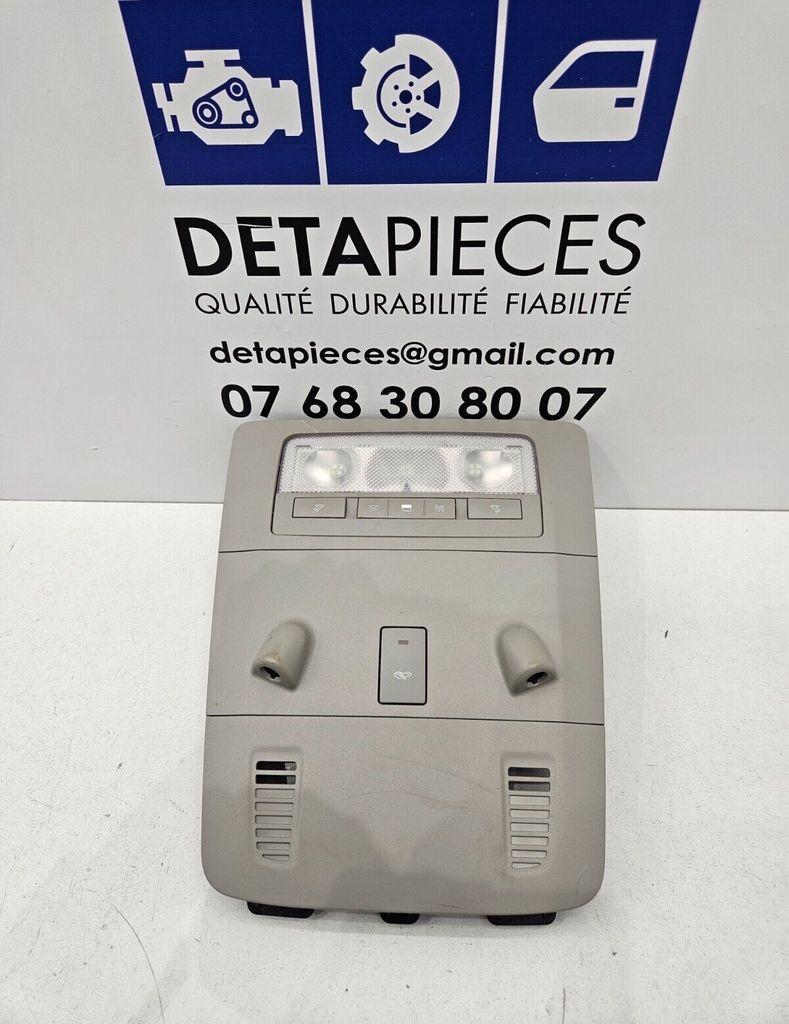 DETAPIECES
QUALITÉ DURABILITÉ FIABILITÉ
detapieces@gmail.com
07 68 30 80 07